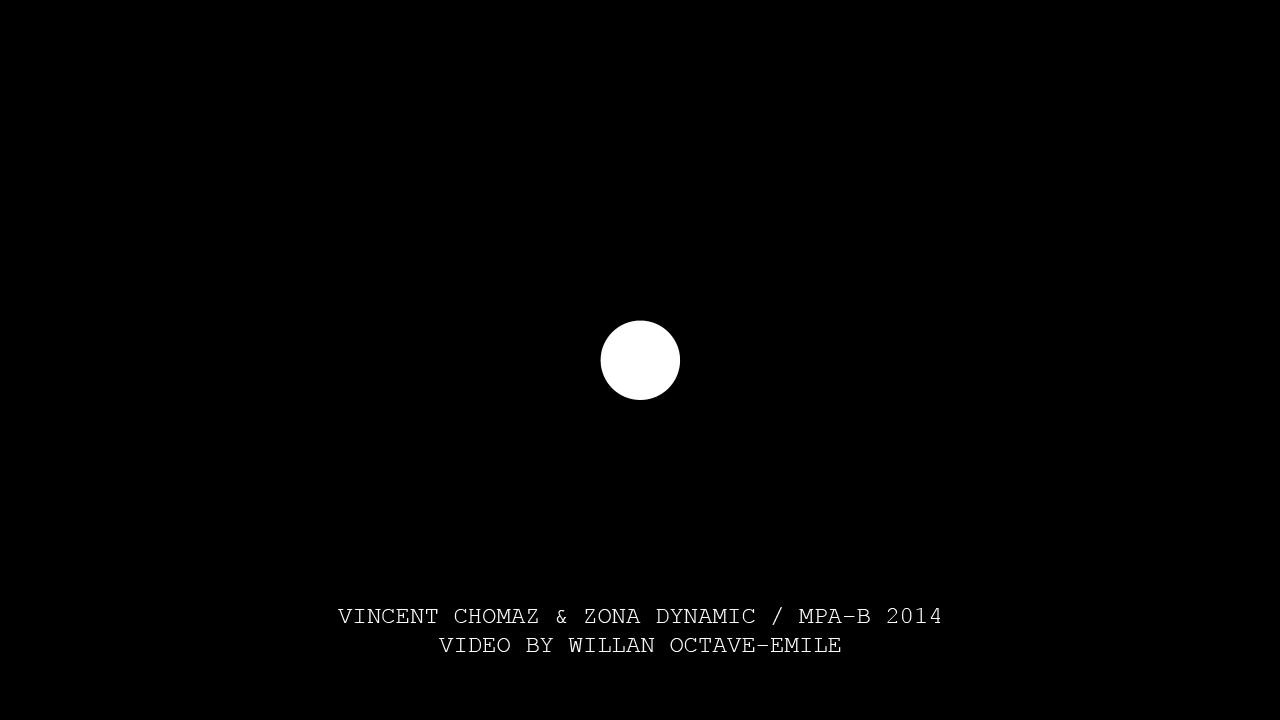 VINCENT CHOMAZ & ZONA DYNAMIC / MPA-B 2014
VIDEO BY WILLAN OCTAVE-EMILE